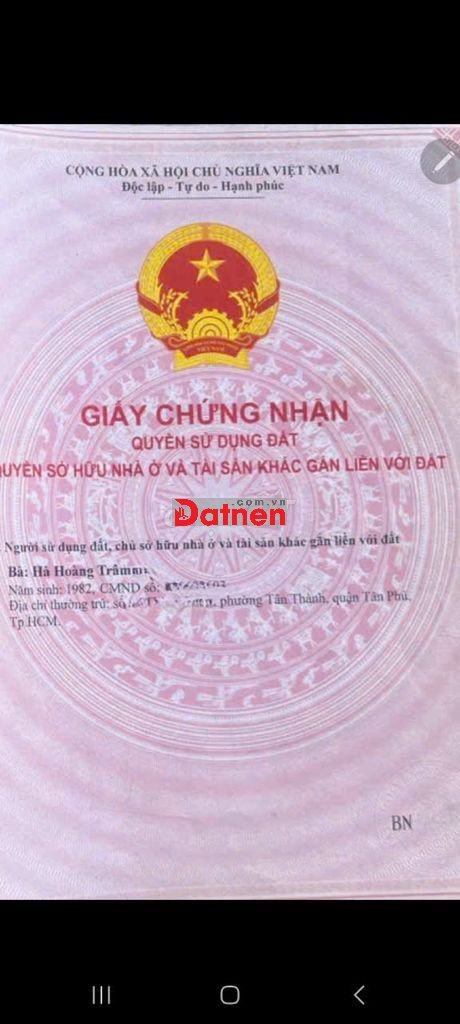 CỘNG HÒA XÃ HỘI CHỦ NGHĨA VIỆT NAM
Độc lập - Tự do - Hạnh phúc
VIỆT NAM
GIẤY CHỨNG NHẬN
QUYỀN SỬ DỤNG ĐẤT
QUYỀN SỞ HỮU NHÀ Ở VÀ TÀI SẢN KHÁC GẮN LIỀN VỚI ĐẤT
.com.vn
Datnen
Người sử dụng đất, chủ sở hữu nhà ở và tài sản khác gắn liền với đất
Bà: Hà Hoàng
Năm sinh: 1982, CMND số:
Địa chỉ thường trú: số phường Tân Thành, quận Tân Phú,
Tp.HCM.
BN